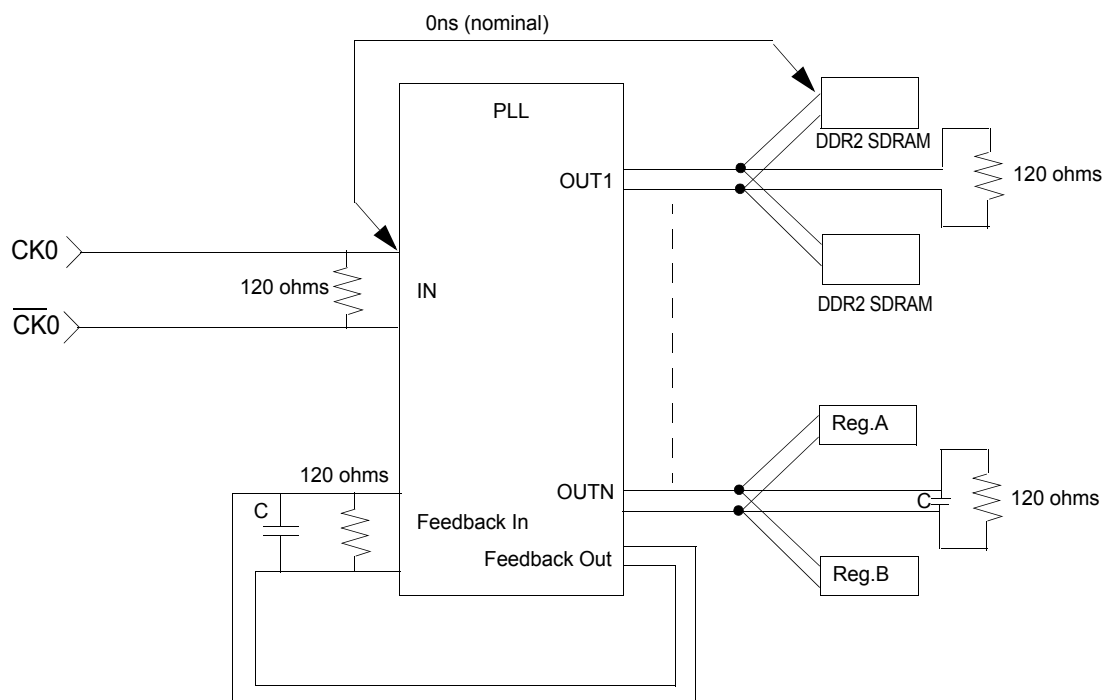 0ns (nominal)
PLL
DDR2 SDRAM
OUT1
120 ohms
CK0
120 ohms
IN
DDR2 SDRAM
C̅K̅0
Reg.A
120 ohms
OUTN
C
120 ohms
C
Feedback In
Feedback Out
Reg.B